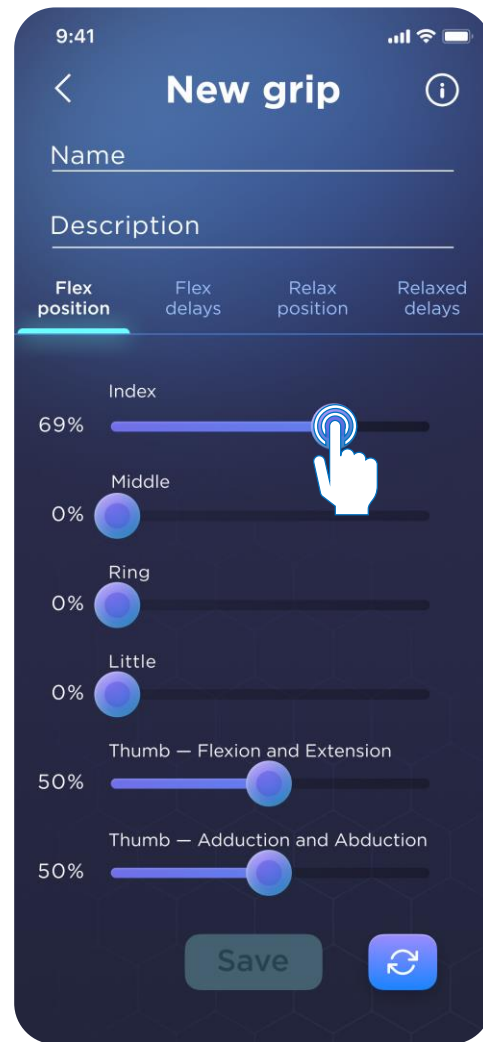 9:41
New grip
Name
Description
Flex position
Flex delays
Relax position
Relaxed delays
Index
69%
Middle
0%
Ring
0%
Little
0%
Thumb — Flexion and Extension
50%
Thumb — Adduction and Abduction
50%
Save